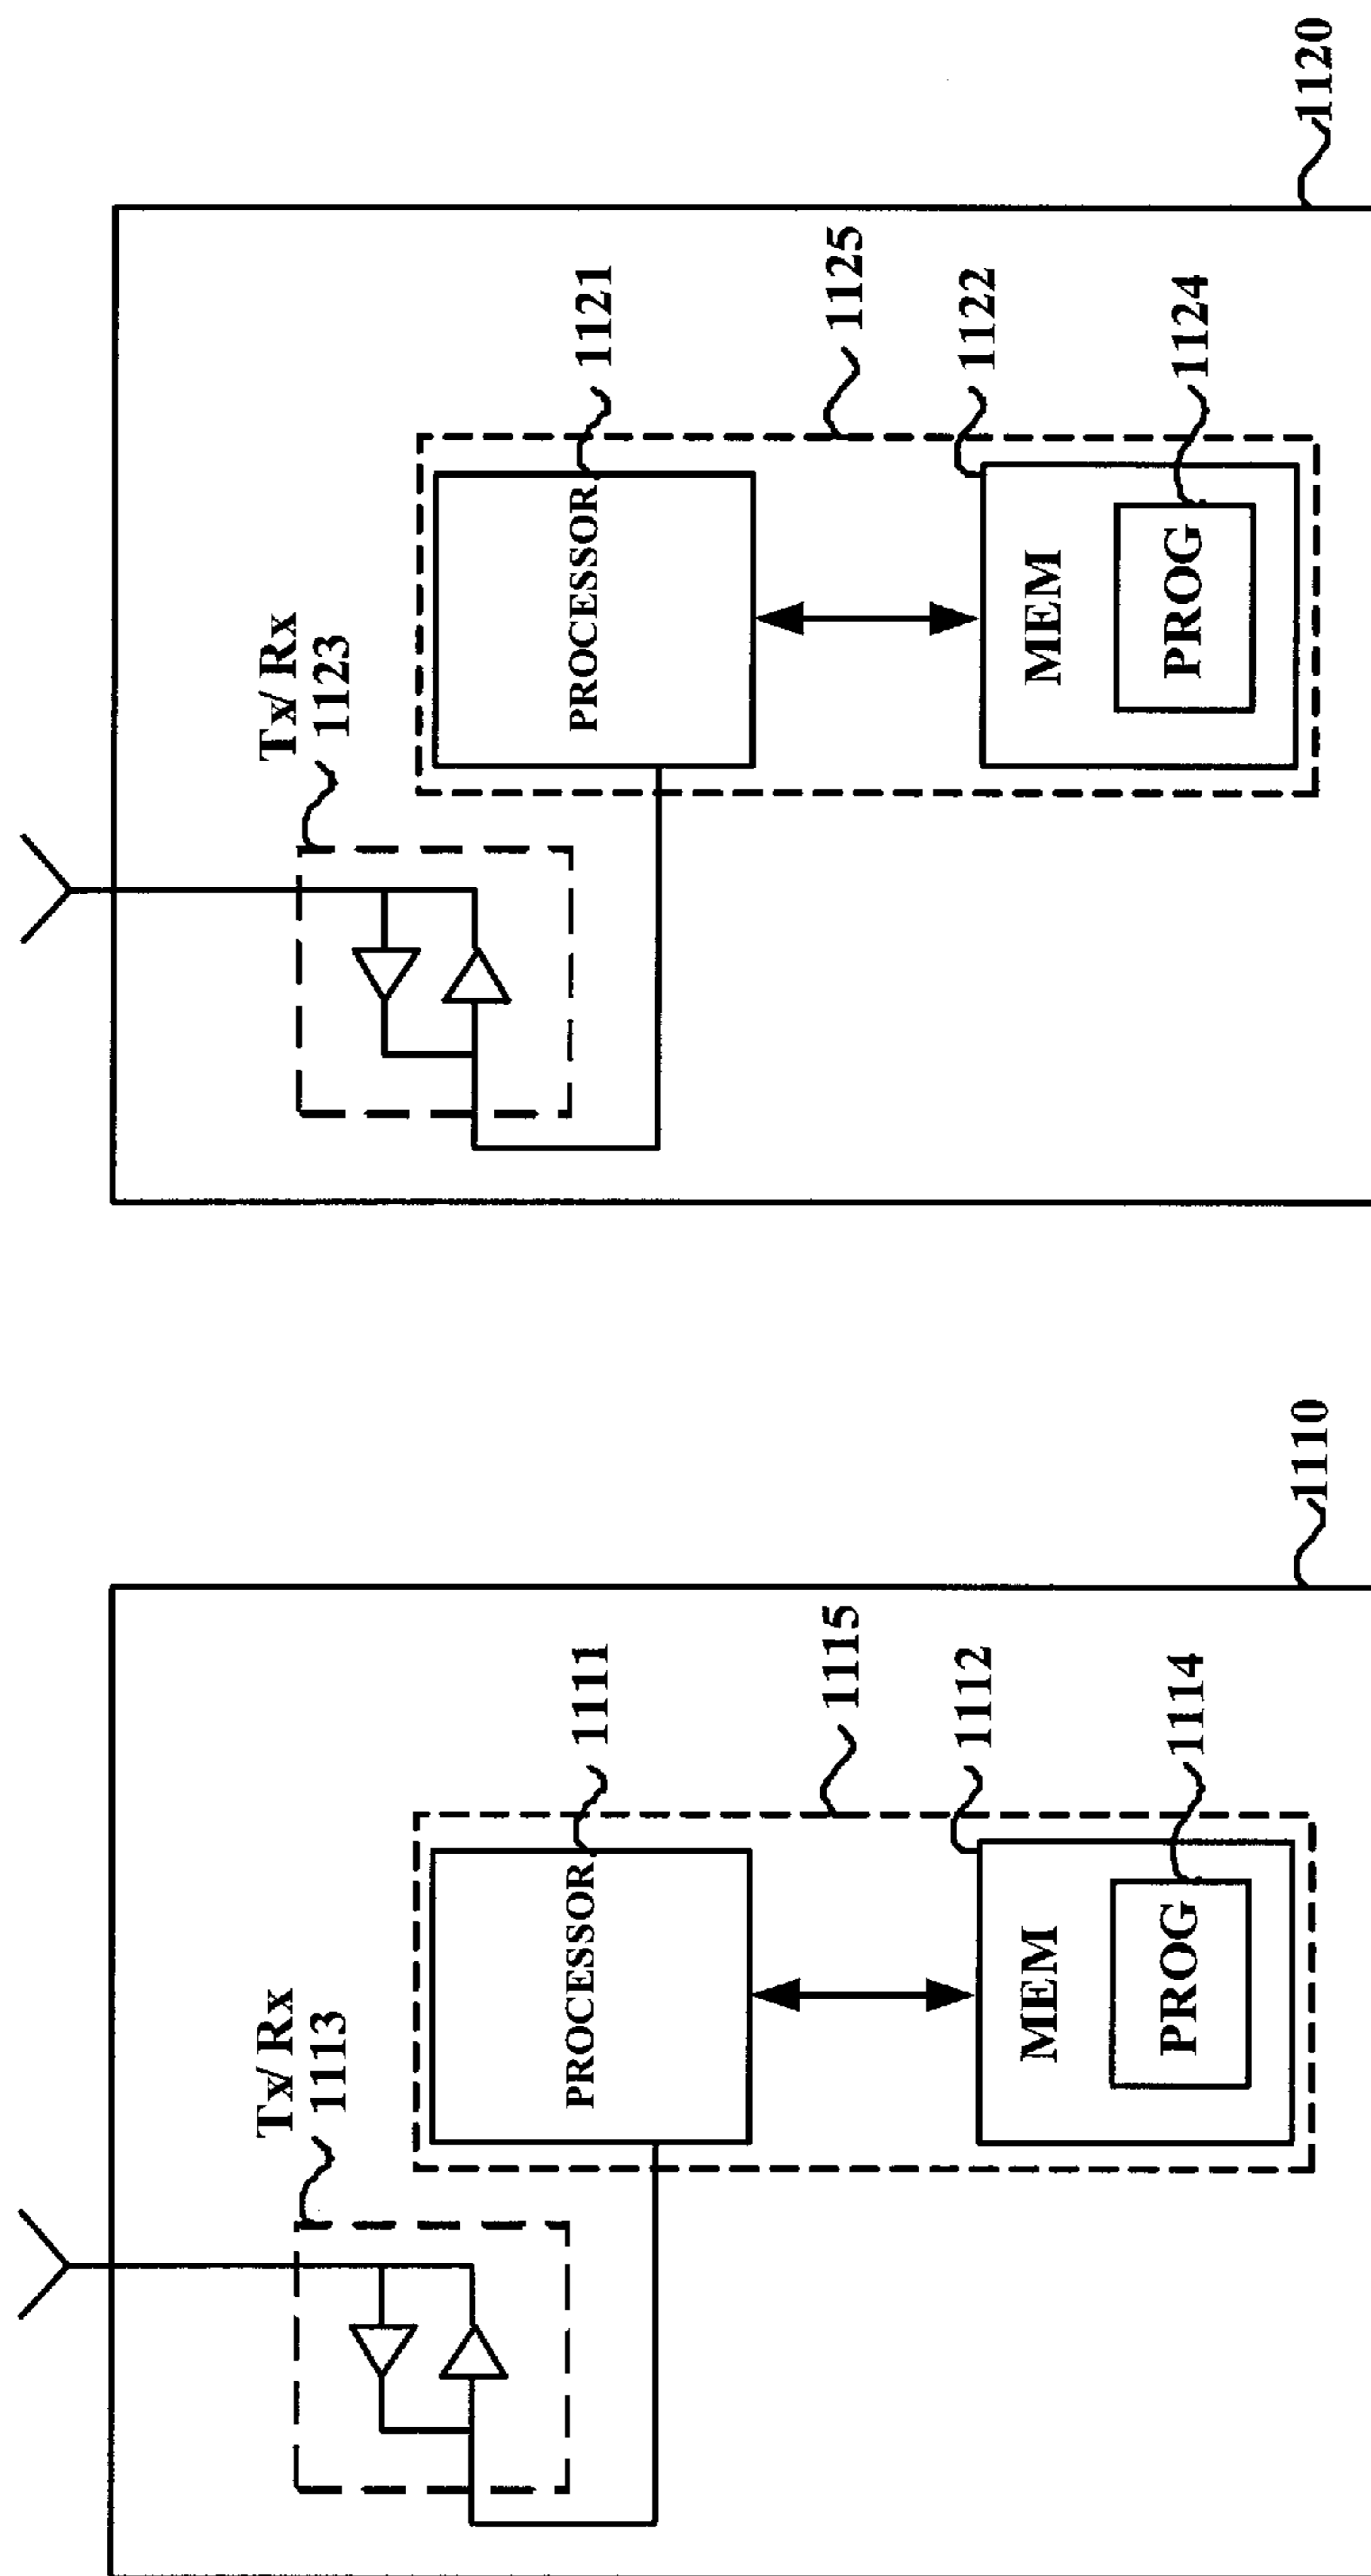 Tx/ Rx
1113
PROCESSOR
1111
1115
MEM
1112
PROG
1114
1110
Tx/ Rx
1123
PROCESSOR
1121
1125
MEM
1122
PROG
1124
1120